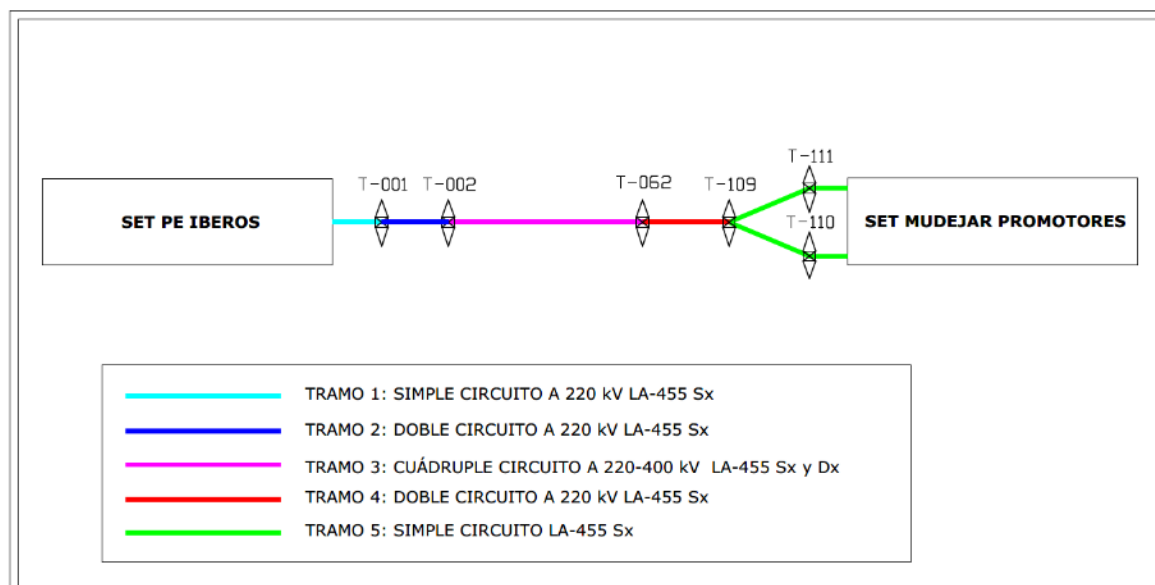 T-111
T-001 T-002 T-062 T-109
SET PE IBEROS
T-110
SET MUDEJAR PROMOTORES
TRAMO 1: SIMPLE CIRCUITO A 220 kV LA-455 Sx
TRAMO 2: DOBLE CIRCUITO A 220 kV LA-455 Sx
TRAMO 3: CUÁDRUPLE CIRCUITO A 220-400 kV LA-455 Sx y Dx
TRAMO 4: DOBLE CIRCUITO A 220 kV LA-455 Sx
TRAMO 5: SIMPLE CIRCUITO LA-455 Sx